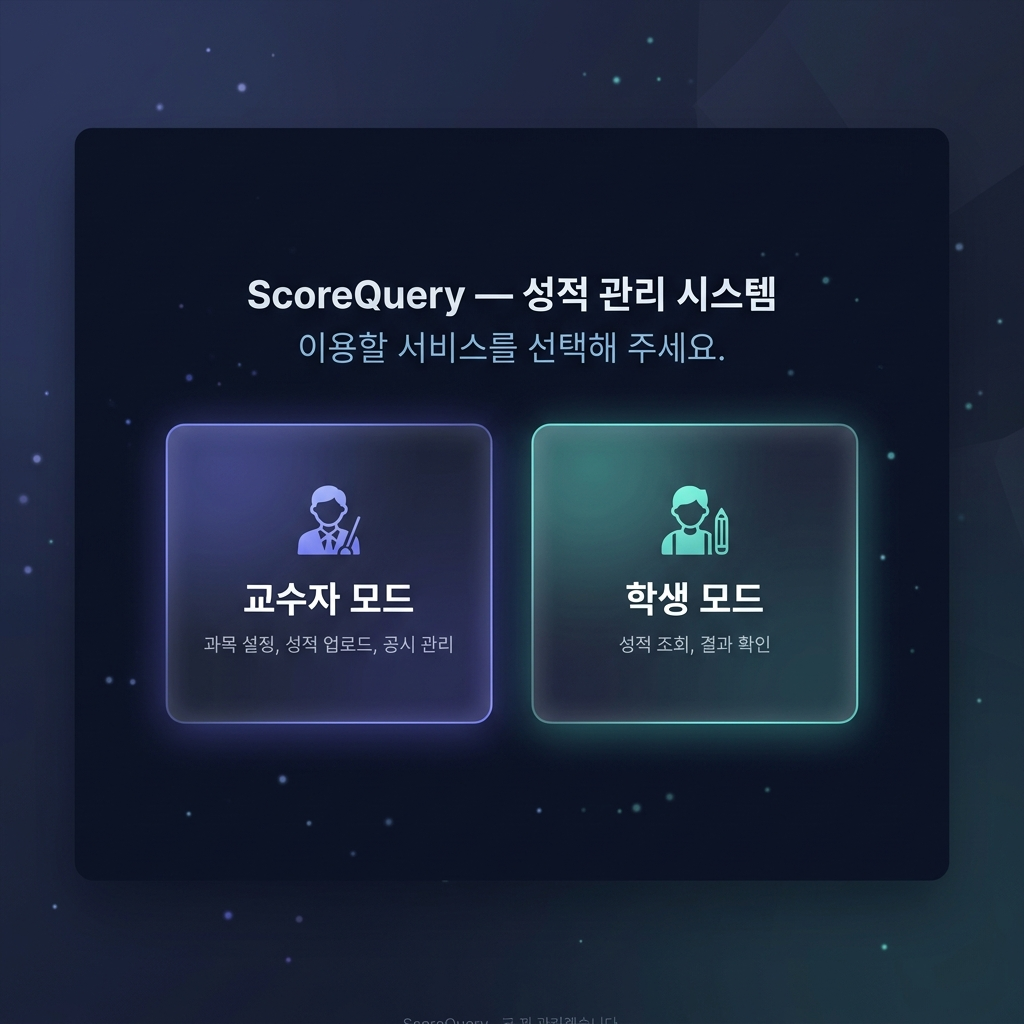 ScoreQuery — 성적 관리 시스템
이용할 서비스를 선택해 주세요.
교수자 모드
과목 설정, 성적 업로드, 공시 관리
학생 모드
성적 조회, 결과 확인
ScoreQuery